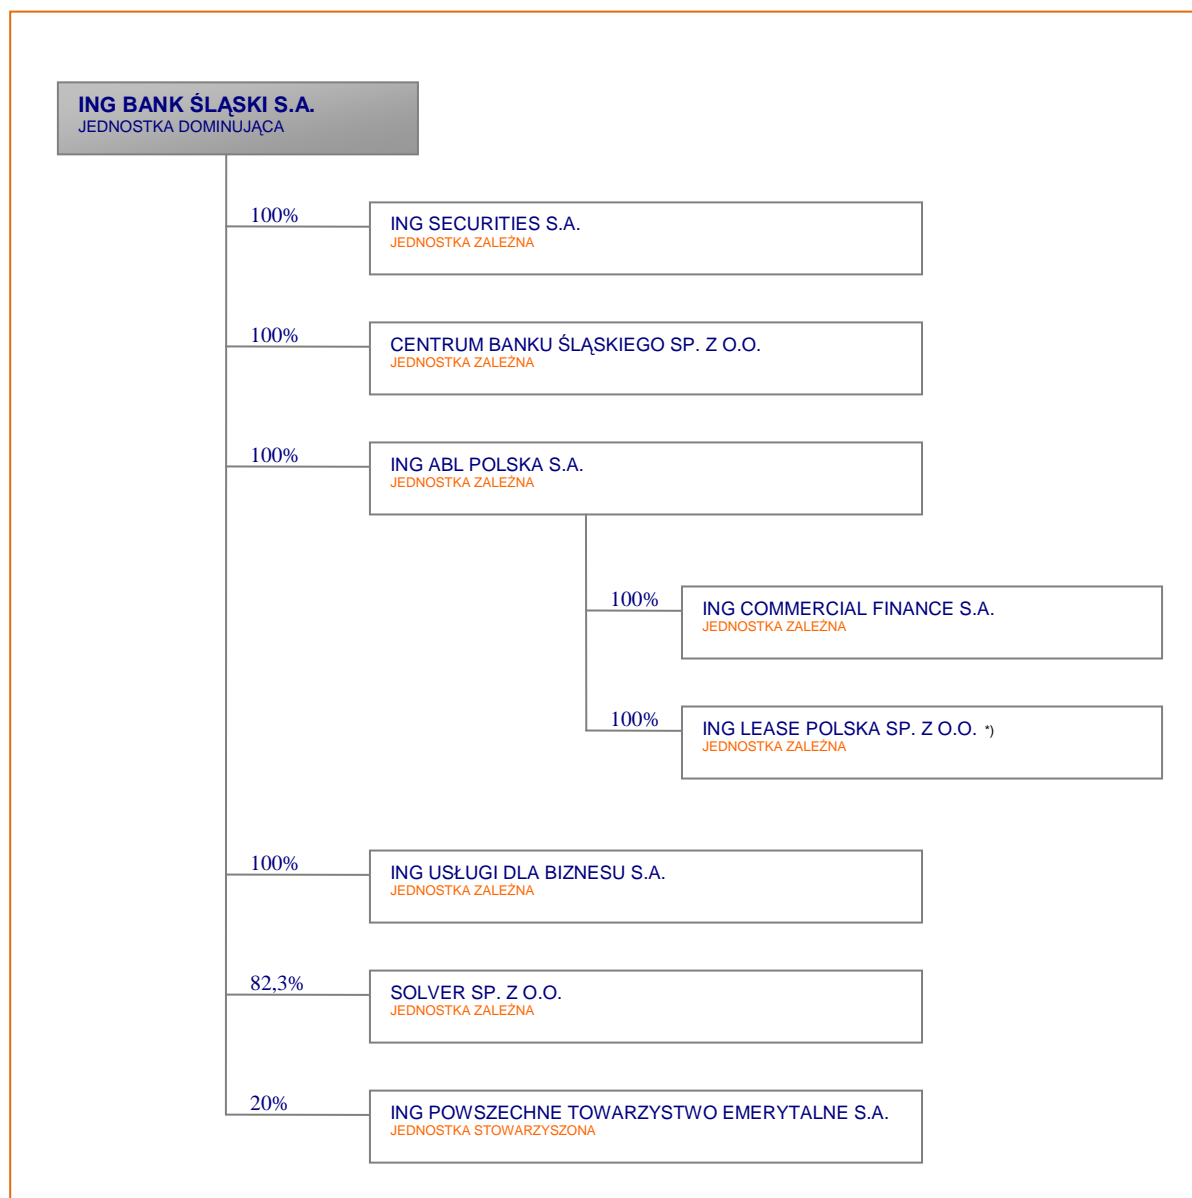 ING BANK ŚLĄSKI S.A.
JEDNOSTKA DOMINUJĄCA
100%
ING SECURITIES S.A.
JEDNOSTKA ZALEŻNA
100%
CENTRUM BANKU ŚLĄSKIEGO SP. Z O.O.
JEDNOSTKA ZALEŻNA
100%
ING ABL POLSKA S.A.
JEDNOSTKA ZALEŻNA
100%
ING COMMERCIAL FINANCE S.A.
JEDNOSTKA ZALEŻNA
100%
ING LEASE POLSKA SP. Z O.O. *)
JEDNOSTKA ZALEŻNA
100%
ING USŁUGI DLA BIZNESU S.A.
JEDNOSTKA ZALEŻNA
82,3%
SOLVER SP. Z O.O.
JEDNOSTKA ZALEŻNA
20%
ING POWSZECHNE TOWARZYSTWO EMERYTALNE S.A.
JEDNOSTKA STOWARZYSZONA